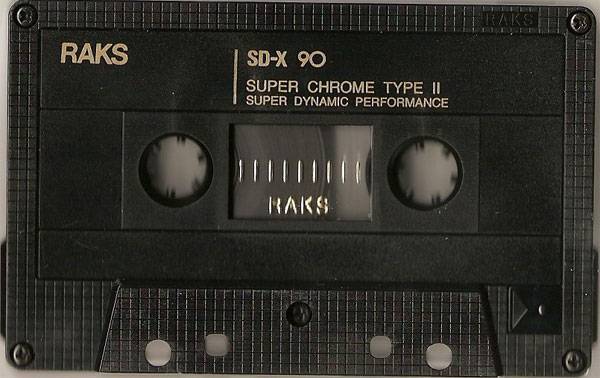 RAKS
RAKS
SD-X 90
SUPER CHROME TYPE II
SUPER DYNAMIC PERFORMANCE
RAKS